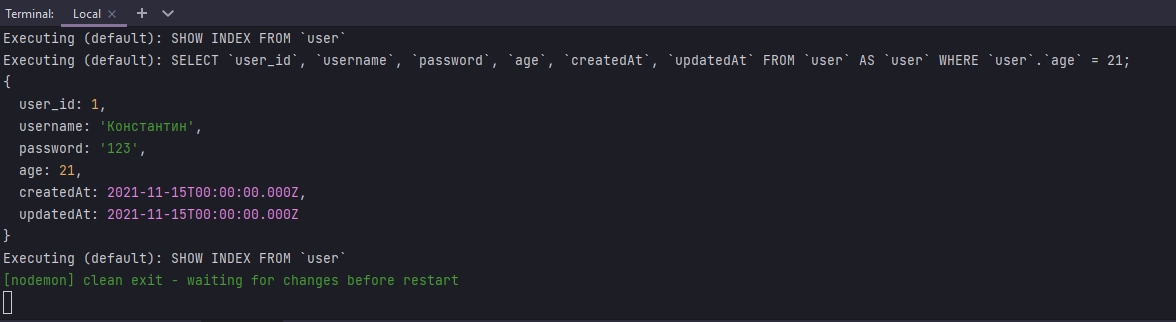 Terminal: Local × +
Executing (default): SHOW INDEX FROM `user`
Executing (default): SELECT `user_id`, `username`, `password`, `age`, `createdAt`, `updatedAt` FROM `user` AS `user` WHERE `user`.`age` = 21;
{
  user_id: 1,
  username: 'Константин',
  password: '123',
  age: 21,
  createdAt: 2021-11-15T00:00:00.000Z,
  updatedAt: 2021-11-15T00:00:00.000Z
}
Executing (default): SHOW INDEX FROM `user`
[nodemon] clean exit - waiting for changes before restart